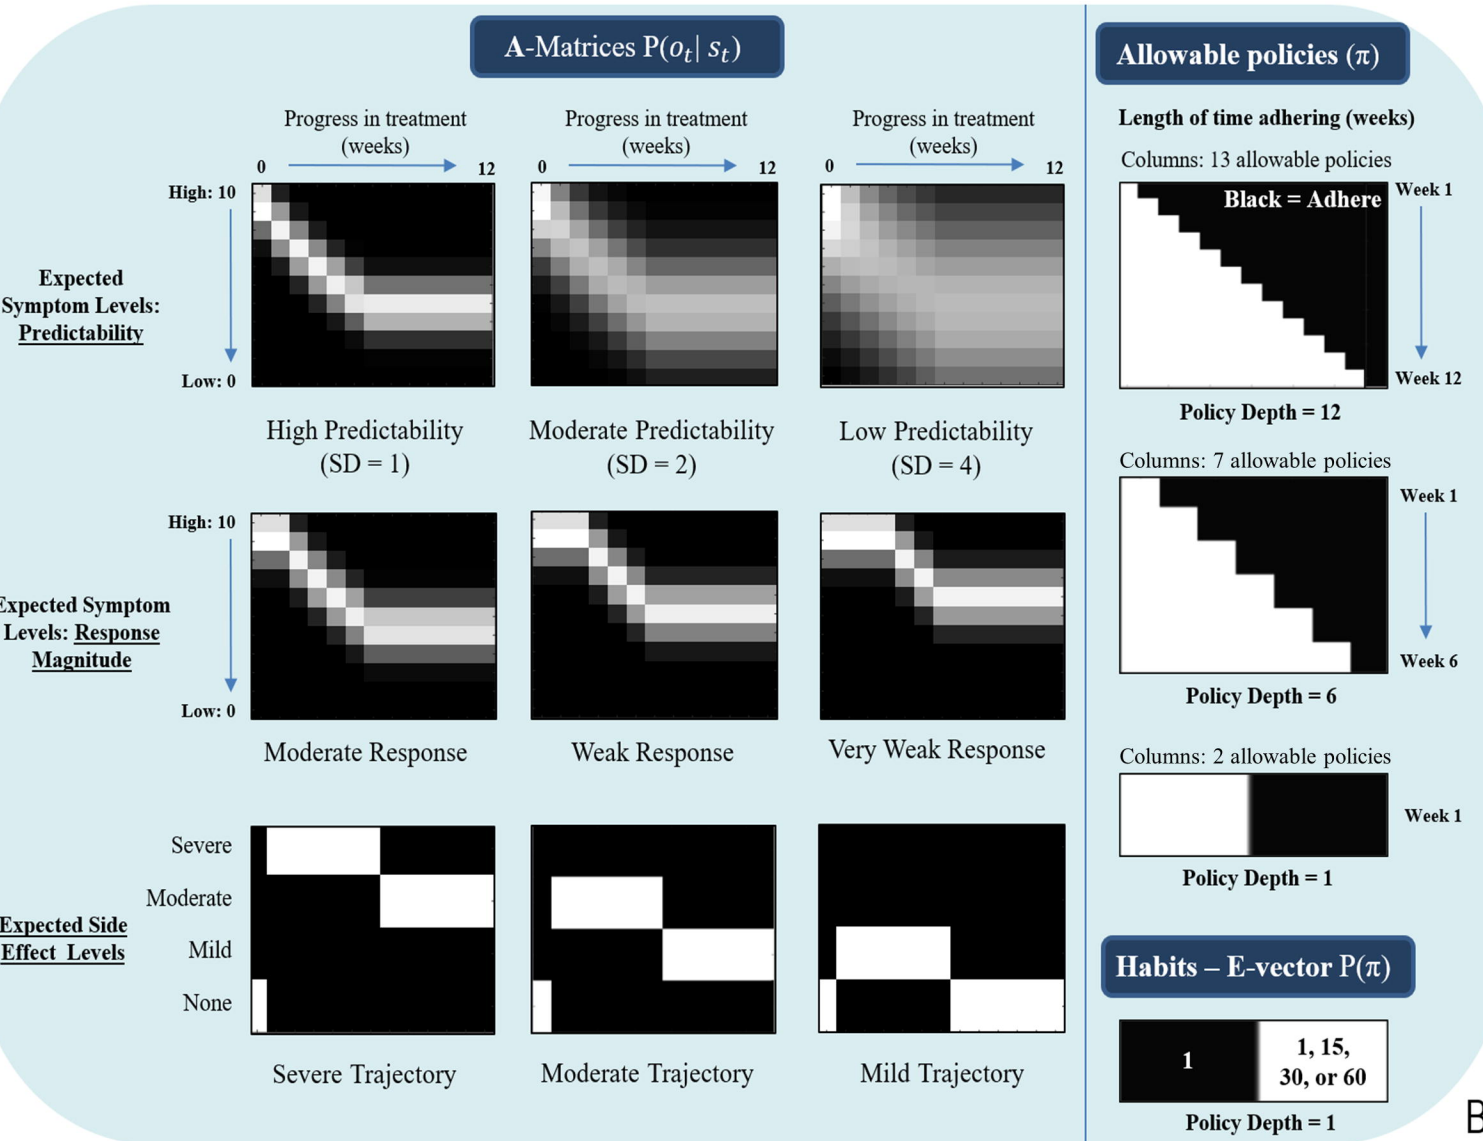 A-Matrices P(oₜ| sₜ)
Progress in treatment
(weeks)
0
12
Progress in treatment
(weeks)
0
12
Progress in treatment
(weeks)
0
12
High: 10
Expected
Symptom Levels:
Predictability
Low: 0
High Predictability
(SD = 1)
Moderate Predictability
(SD = 2)
Low Predictability
(SD = 4)
High: 10
Expected Symptom
Levels: Response
Magnitude
Low: 0
Moderate Response
Weak Response
Very Weak Response
Severe
Moderate
Expected Side
Effect Levels
Mild
None
Severe Trajectory
Moderate Trajectory
Mild Trajectory
Allowable policies (π)
Length of time adhering (weeks)
Columns: 13 allowable policies
Black = Adhere
Week 1
Week 12
Policy Depth = 12
Columns: 7 allowable policies
Week 1
Week 6
Policy Depth = 6
Columns: 2 allowable policies
Week 1
Policy Depth = 1
Habits – E-vector P(π)
1
1, 15,
30, or 60
Policy Depth = 1
B